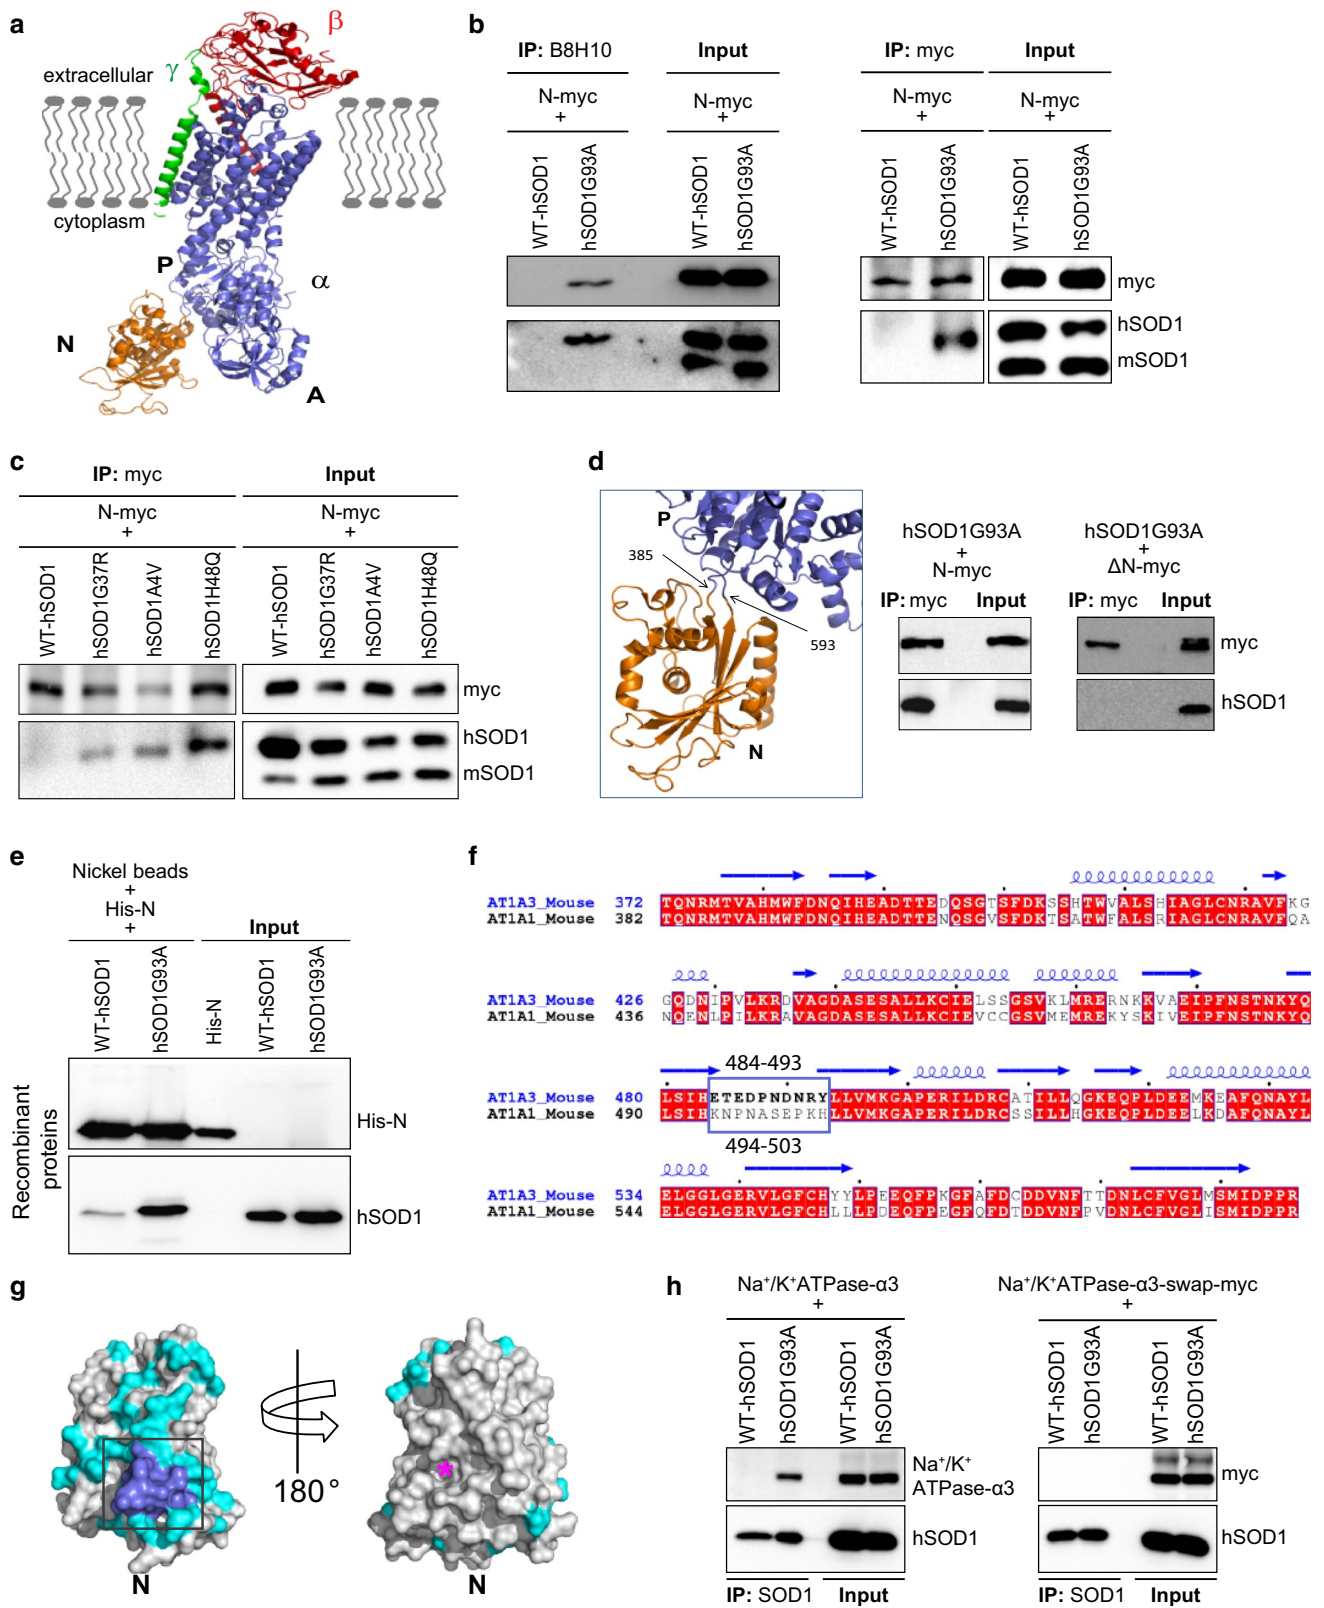 a
β
γ
extracellular
cytoplasm
P
α
N
A
b
IP: B8H10
Input
IP: myc
Input
N-myc
+
N-myc
+
N-myc
+
N-myc
+
WT-hSOD1
hSOD1G93A
WT-hSOD1
hSOD1G93A
WT-hSOD1
hSOD1G93A
WT-hSOD1
hSOD1G93A
myc
hSOD1
mSOD1
c
IP: myc
Input
N-myc
+
N-myc
+
WT-hSOD1
hSOD1G37R
hSOD1A4V
hSOD1H48Q
WT-hSOD1
hSOD1G37R
hSOD1A4V
hSOD1H48Q
myc
hSOD1
mSOD1
d
P
385
593
N
hSOD1G93A
+
N-myc
IP: myc
Input
hSOD1G93A
+
ΔN-myc
IP: myc
Input
myc
hSOD1
e
Nickel beads
+
His-N
+
Input
WT-hSOD1
hSOD1G93A
His-N
WT-hSOD1
hSOD1G93A
Recombinant
proteins
His-N
hSOD1
f
AT1A3_Mouse 372 TQNRMTVAHMWFDNQIHEADTTEDQSGTSFDKSSHTWVALSHIAGLCNRAVFKG
AT1A1_Mouse 382 TQNRMTVAHMWFDNQIHEADTTENQSGVSFDKTSATWFALSRIAGLCNRAVFQA
AT1A3_Mouse 426 GQDNIPVLKRDVAGDASESALLKCIELSSGSVKLMRERNKKVAEIPFNSTNKYQ
AT1A1_Mouse 436 NQENLPILKRAVAGDASESALLKCIEVCCGSVMEMREKYSKIVEIPFNSTNKYQ
484-493
AT1A3_Mouse 480 LSIHETEDPNDNRYLLVMKGAPERILDRCATILLQGKEQPLDEEMKEAFQNAYL
AT1A1_Mouse 490 LSIHKNPNASEPKHLLVMKGAPERILDRCSSILLHGKEQPLDEELKDAFQNAYL
494-503
AT1A3_Mouse 534 ELGGLGERVLGFCHYYLPEEQFPKGFAFDCDDVNFTTDNLCFVGLMSMIDPPR
AT1A1_Mouse 544 ELGGLGERVLGFCHLLLPDEQFPEGFQFDTDDVNFPVDNLCFVGLISMIDPPR
g
180°
*
N
N
h
Na⁺/K⁺ATPase-α3
+
Na⁺/K⁺ATPase-α3-swap-myc
+
WT-hSOD1
hSOD1G93A
WT-hSOD1
hSOD1G93A
WT-hSOD1
hSOD1G93A
WT-hSOD1
hSOD1G93A
Na⁺/K⁺
ATPase-α3
hSOD1
myc
hSOD1
IP: SOD1
Input
IP: SOD1
Input